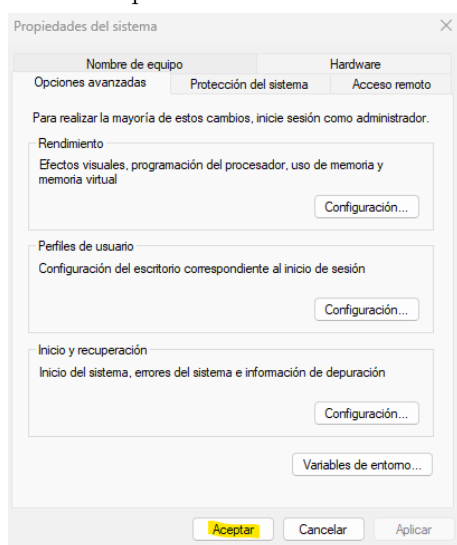 Propiedades del sistema
Nombre de equipo Hardware
Opciones avanzadas Protección del sistema Acceso remoto
Para realizar la mayoría de estos cambios, inicie sesión como administrador.
Rendimiento
Efectos visuales, programación del procesador, uso de memoria y
memoria virtual
Configuración...
Perfiles de usuario
Configuración del escritorio correspondiente al inicio de sesión
Configuración...
Inicio y recuperación
Inicio del sistema, errores del sistema e información de depuración
Configuración...
Variables de entorno...
Aceptar Cancelar Aplicar